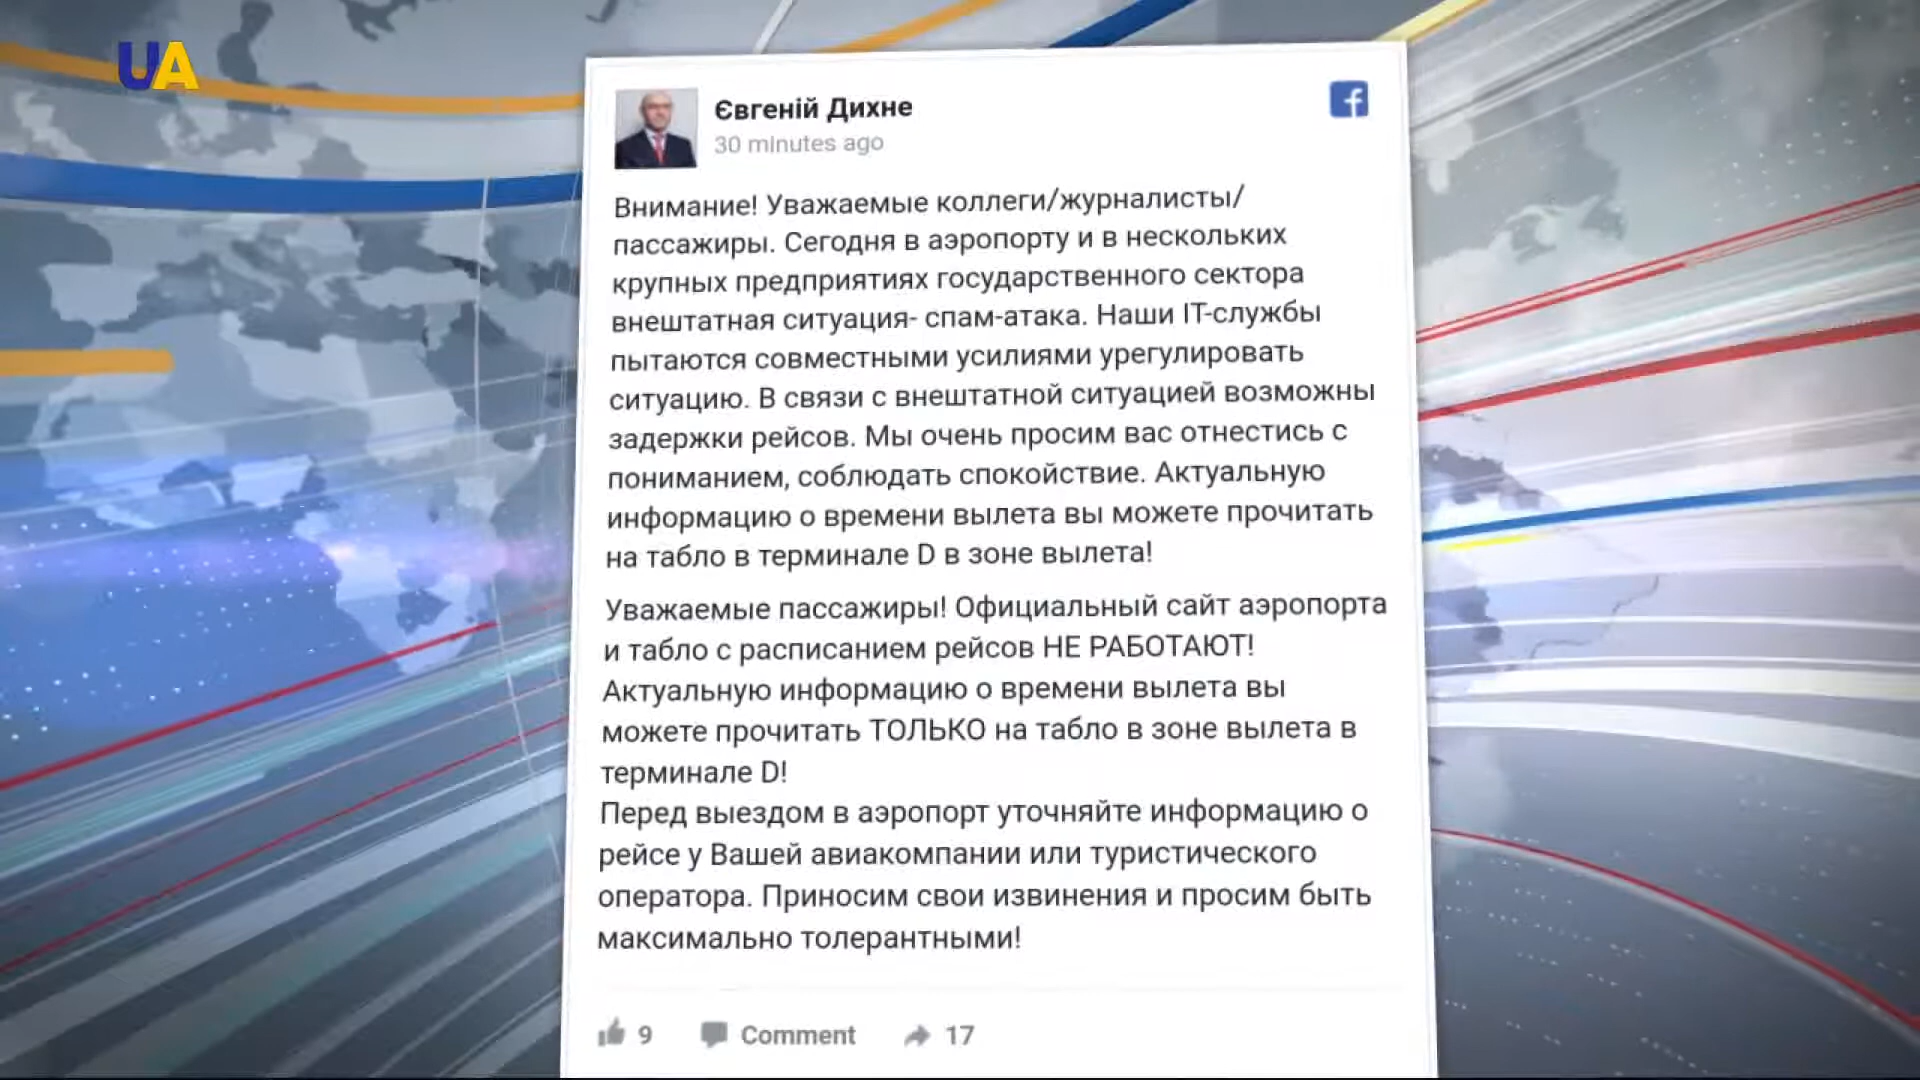 UA
Євгеній Дихне
30 minutes ago
Внимание! Уважаемые коллеги/журналисты/
пассажиры. Сегодня в аэропорту и в нескольких
крупных предприятиях государственного сектора
внештатная ситуация- спам-атака. Наши IT-службы
пытаются совместными усилиями урегулировать
ситуацию. В связи с внештатной ситуацией возможны
задержки рейсов. Мы очень просим вас отнестись с
пониманием, соблюдать спокойствие. Актуальную
информацию о времени вылета вы можете прочитать
на табло в терминале D в зоне вылета!
Уважаемые пассажиры! Официальный сайт аэропорта
и табло с расписанием рейсов НЕ РАБОТАЮТ!
Актуальную информацию о времени вылета вы
можете прочитать ТОЛЬКО на табло в зоне вылета в
терминале D!
Перед выездом в аэропорт уточняйте информацию о
рейсе у Вашей авиакомпании или туристического
оператора. Приносим свои извинения и просим быть
максимально толерантными!
9 Comment 17